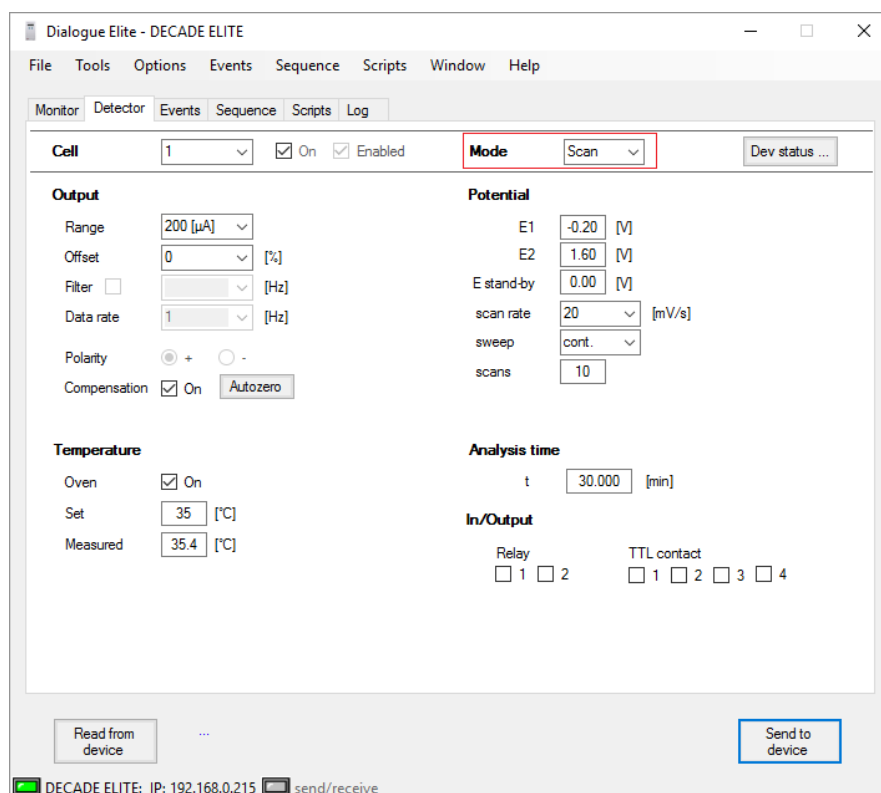 Dialogue Elite - DECADE ELITE
File Tools Options Events Sequence Scripts Window Help
Monitor Detector Events Sequence Scripts Log
Cell 1 On Enabled Mode Scan Dev status ...
Output
Range 200 [µA]
Offset 0 [%]
Filter [Hz]
Data rate 1 [Hz]
Polarity + -
Compensation On Autozero
Potential
E1 -0.20 [V]
E2 1.60 [V]
E stand-by 0.00 [V]
scan rate 20 [mV/s]
sweep cont.
scans 10
Temperature
Oven On
Set 35 [°C]
Measured 35.4 [°C]
Analysis time
t 30.000 [min]
In/Output
Relay TTL contact
1 2 1 2 3 4
Read from
device
...
Send to
device
DECADE ELITE: IP: 192.168.0.215 send/receive